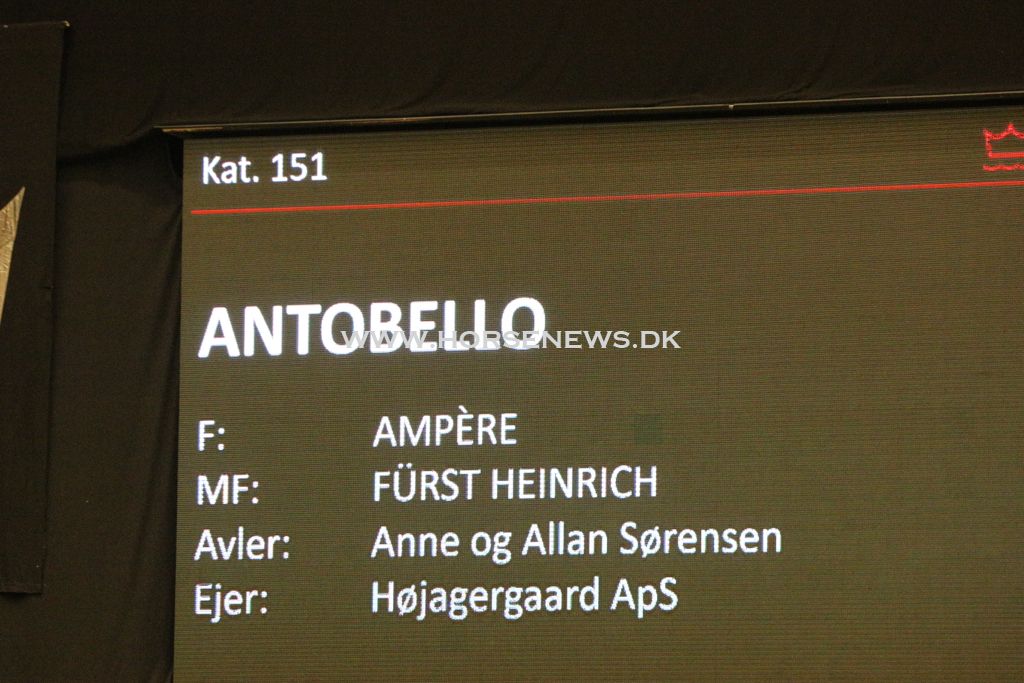 Kat. 151
ANTOBELLO
WWW.HORSENEWS.DK
F: AMPÈRE
MF: FÜRST HEINRICH
Avler: Anne og Allan Sørensen
Ejer: Højagergaard ApS